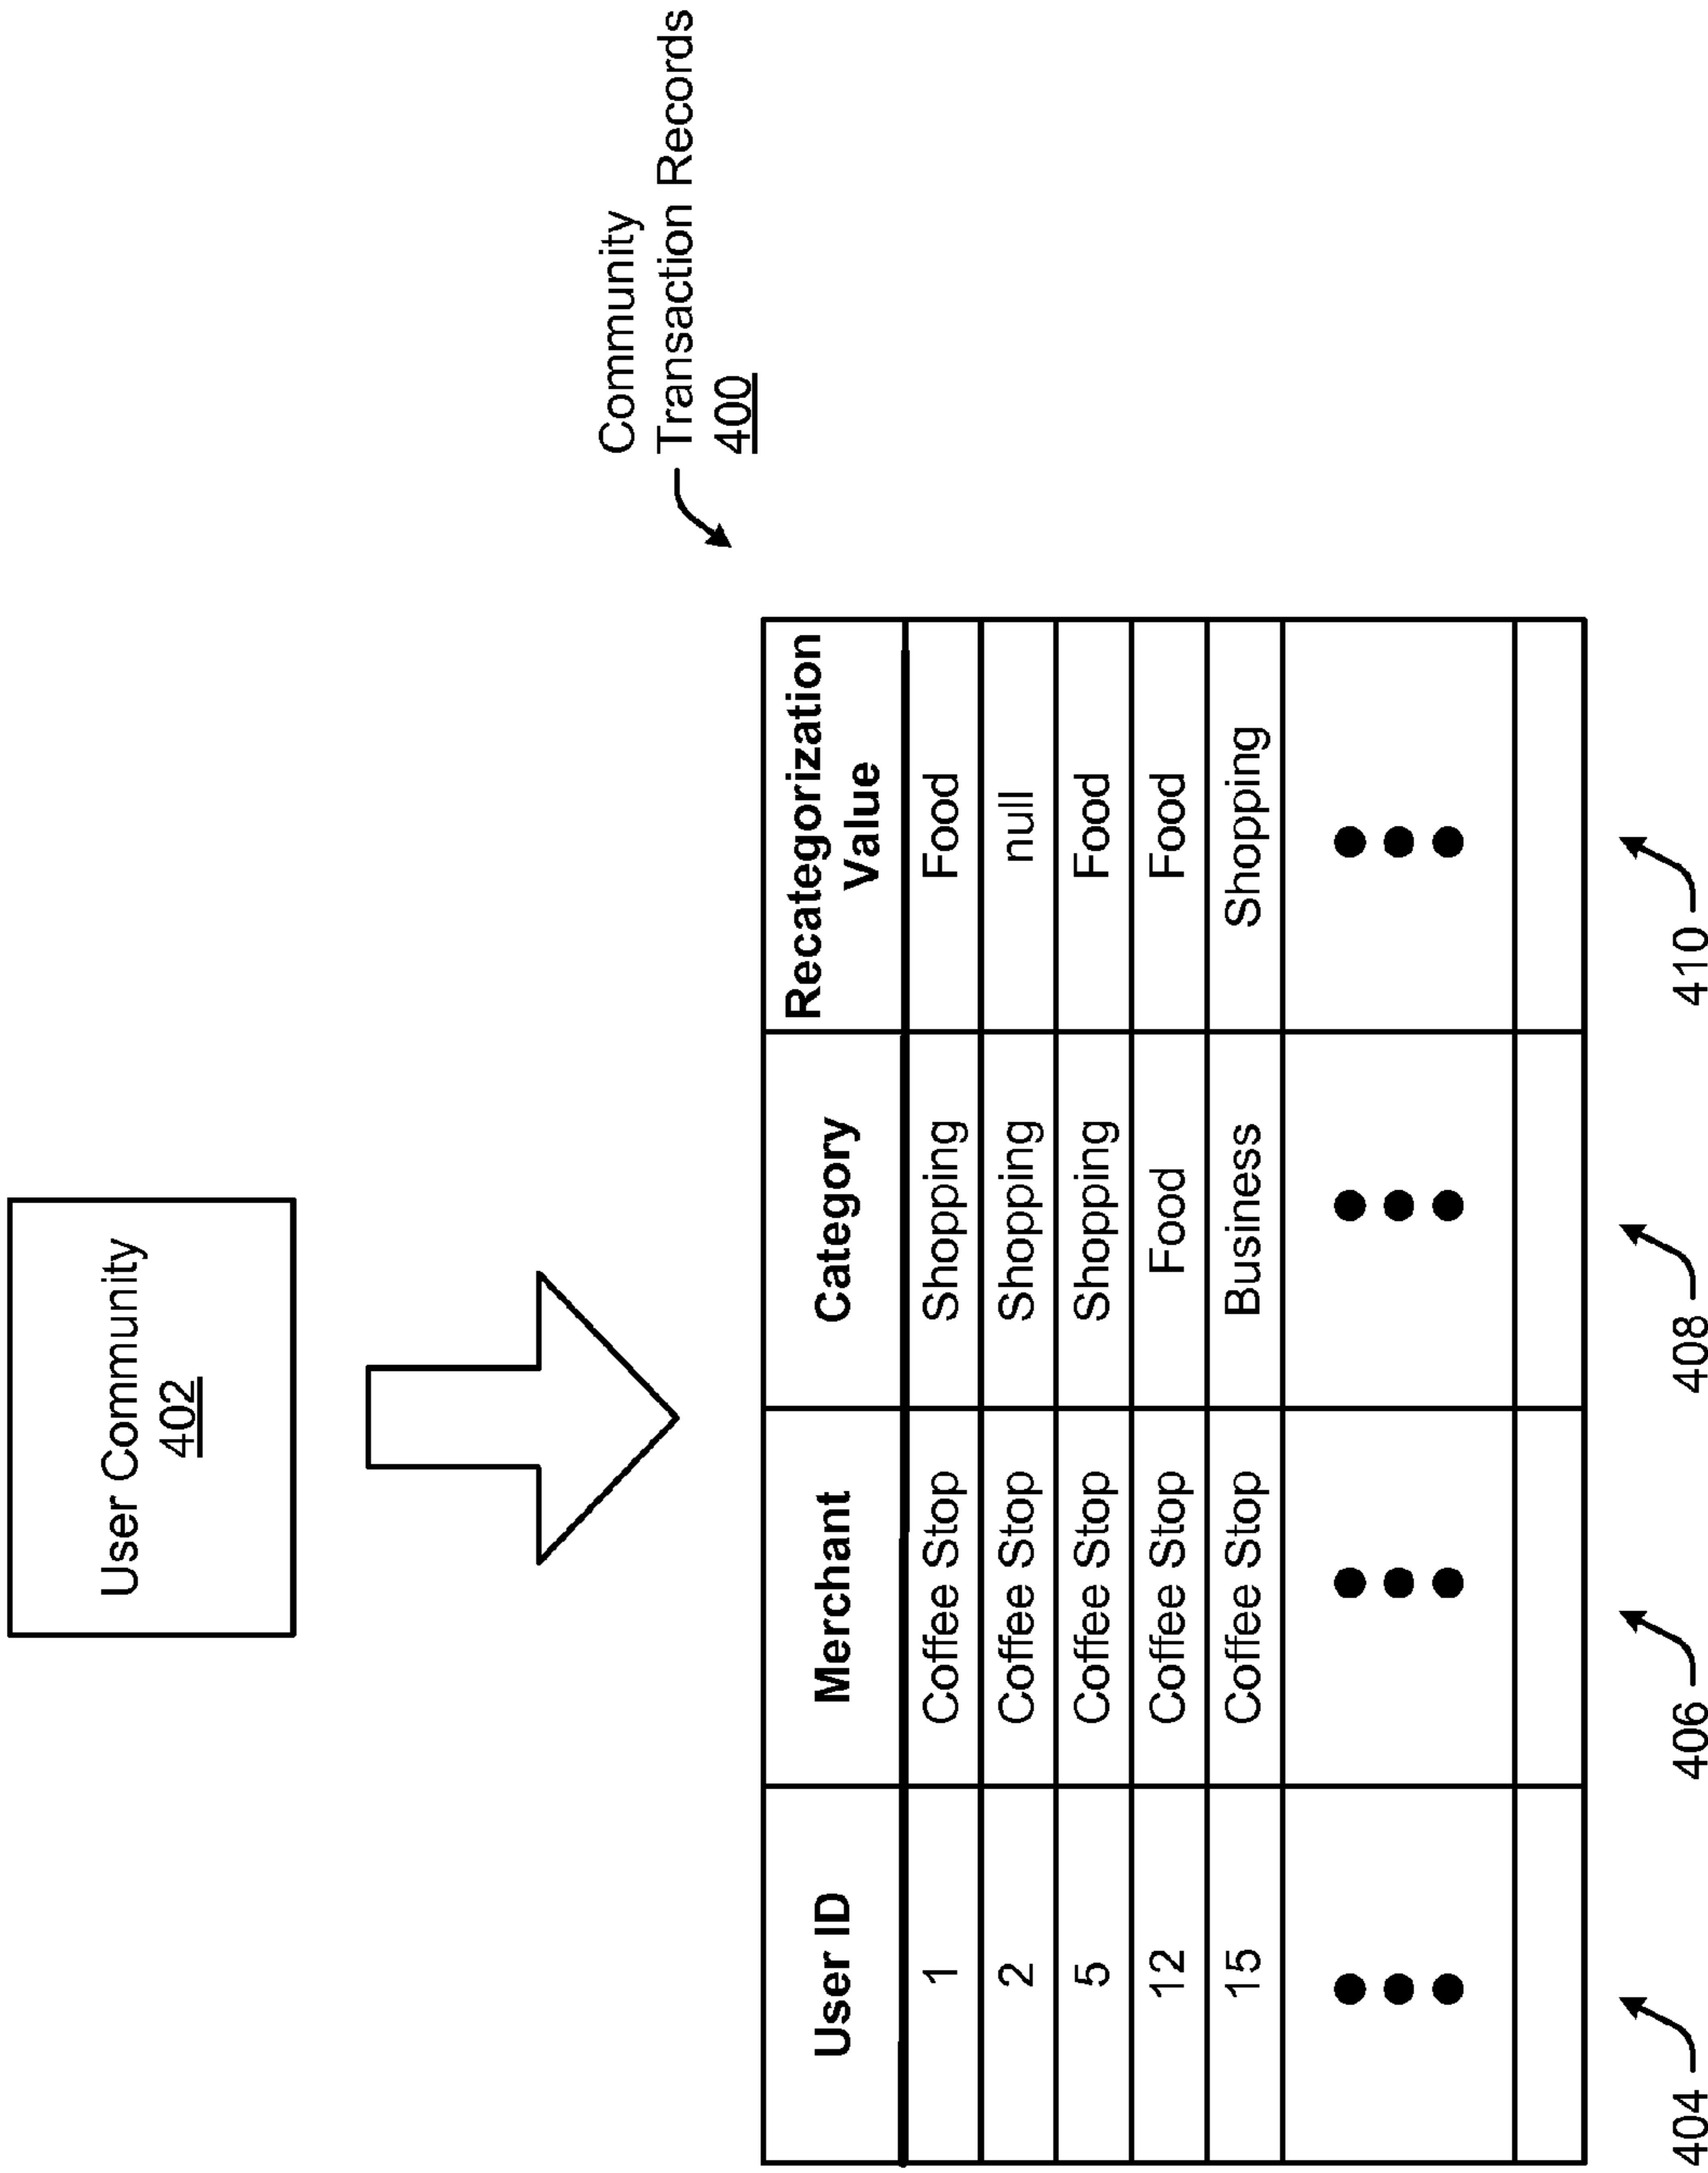 User Community
402
Community
Transaction Records
400
User ID Merchant Category Recategorization
Value
1 Coffee Stop Shopping Food
2 Coffee Stop Shopping null
5 Coffee Stop Shopping Food
12 Coffee Stop Food Food
15 Coffee Stop Business Shopping
404 406 408 410